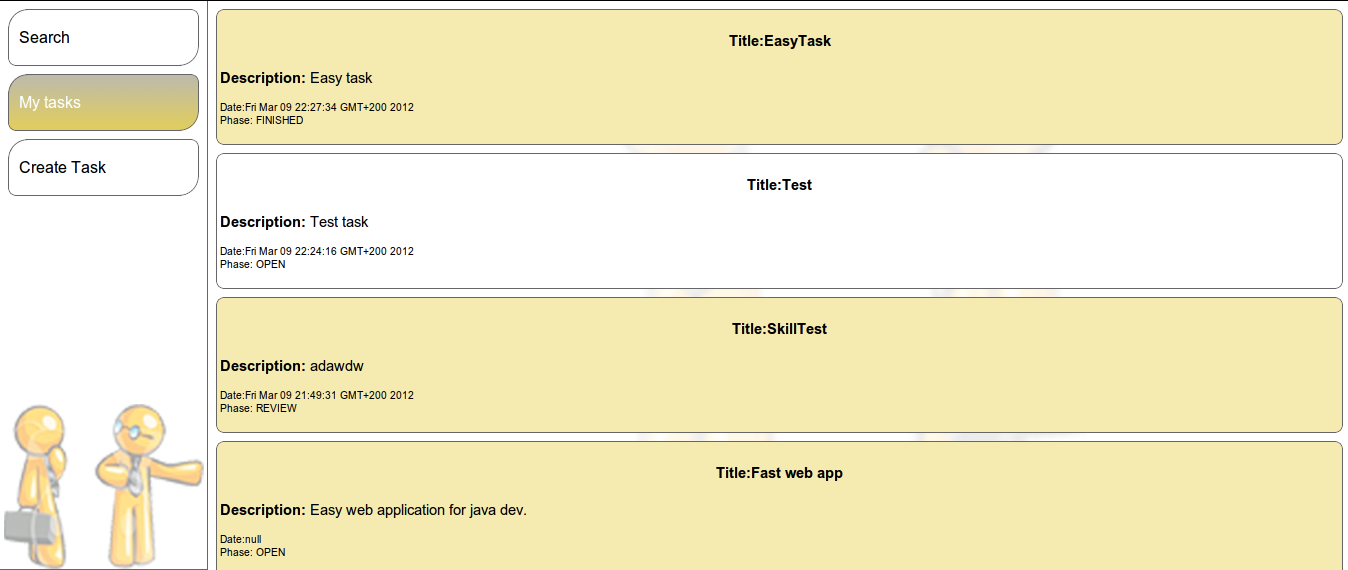 Search
My tasks
Create Task
Title:EasyTask
Description: Easy task
Date:Fri Mar 09 22:27:34 GMT+200 2012
Phase: FINISHED
Title:Test
Description: Test task
Date:Fri Mar 09 22:24:16 GMT+200 2012
Phase: OPEN
Title:SkillTest
Description: adawdw
Date:Fri Mar 09 21:49:31 GMT+200 2012
Phase: REVIEW
Title:Fast web app
Description: Easy web application for java dev.
Date:null
Phase: OPEN